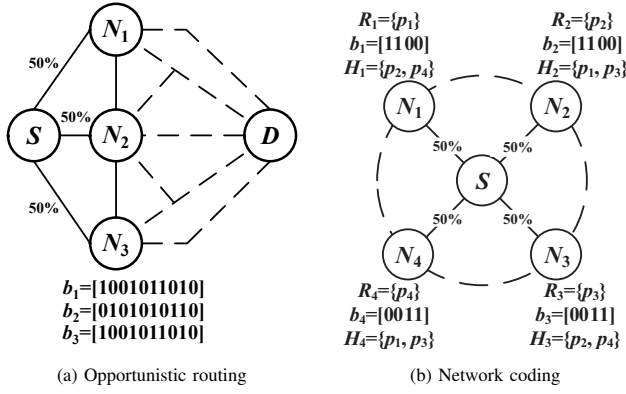 N1
50%
S
50%
N2
D
50%
N3
b1=[1001011010]
b2=[0101010110]
b3=[1001011010]
(a) Opportunistic routing
R1={p1}
b1=[1100]
H1={p2, p4}
R2={p2}
b2=[1100]
H2={p1, p3}
N1
N2
50%
50%
S
50%
50%
N4
N3
R4={p4}
b4=[0011]
H4={p1, p3}
R3={p3}
b3=[0011]
H3={p2, p4}
(b) Network coding